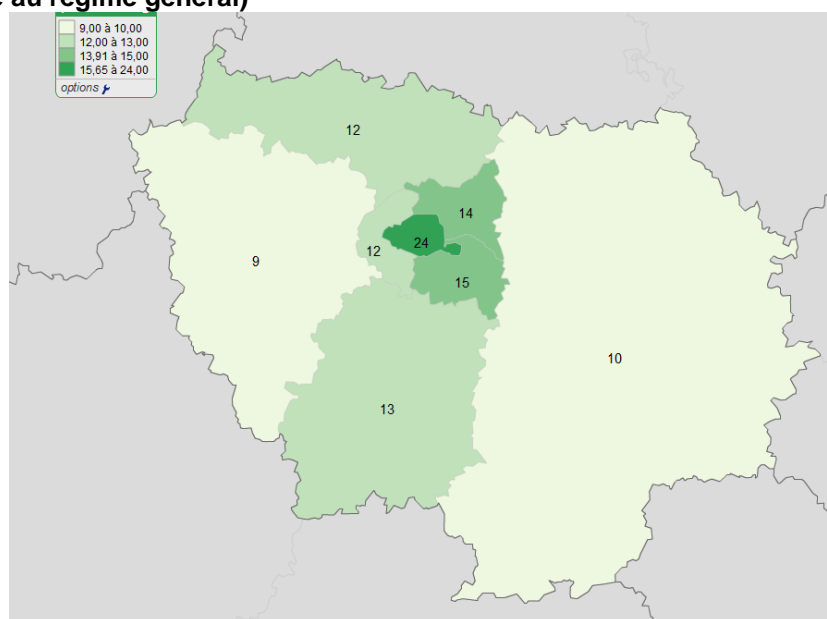 au régime général)
9,00 à 10,00
12,00 à 13,00
13,91 à 15,00
15,65 à 24,00
options
12
14
24
12
9
15
10
13